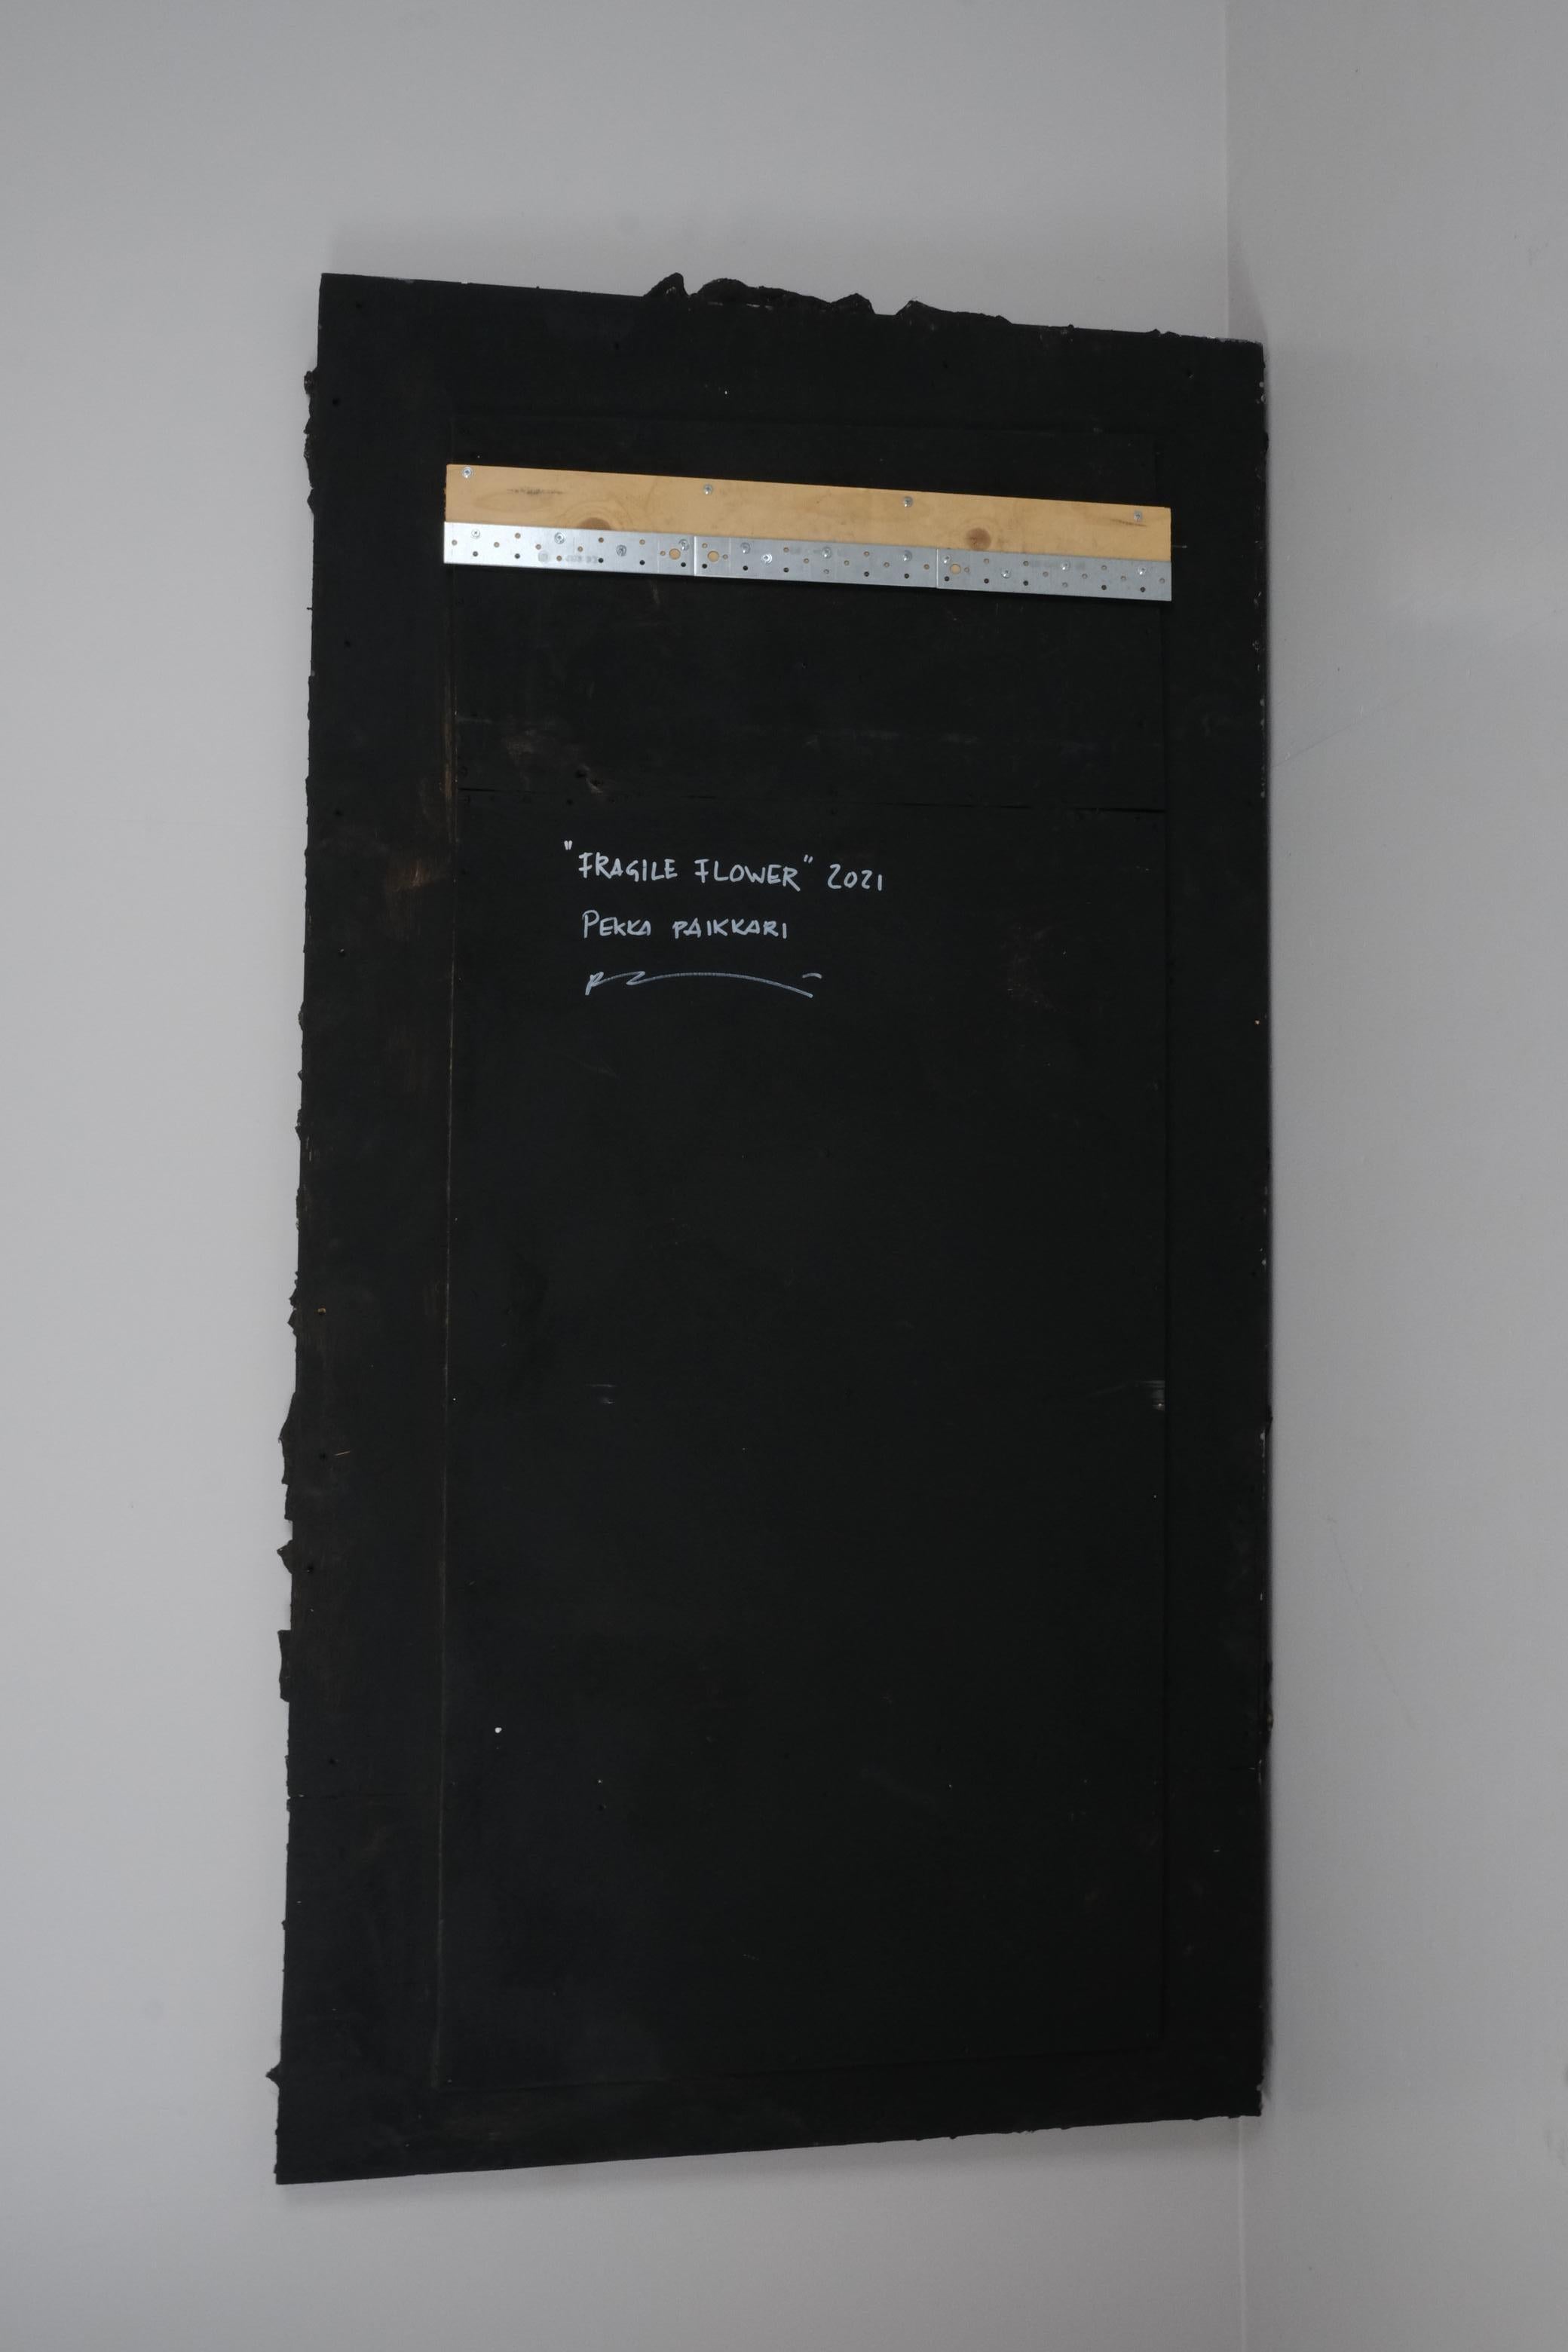 "FRAGILE FLOWER" 2021
PEKKA PAIKKARI